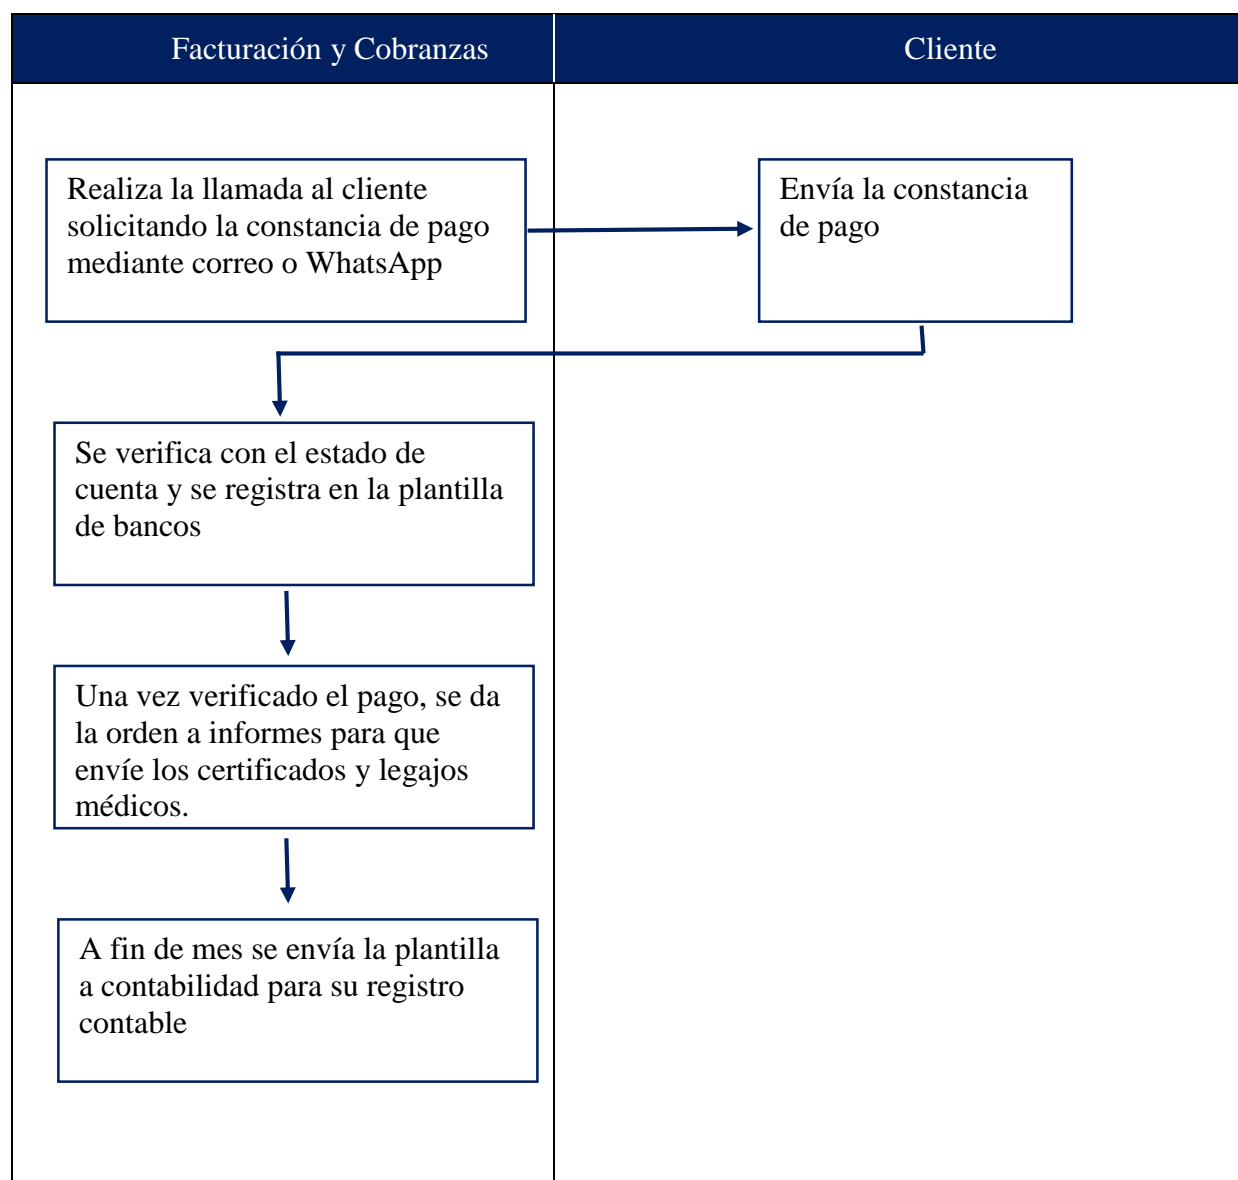 Facturación y Cobranzas
Cliente
Realiza la llamada al cliente
solicitando la constancia de pago
mediante correo o WhatsApp
Envía la constancia
de pago
Se verifica con el estado de
cuenta y se registra en la plantilla
de bancos
Una vez verificado el pago, se da
la orden a informes para que
envíe los certificados y legajos
médicos.
A fin de mes se envía la plantilla
a contabilidad para su registro
contable